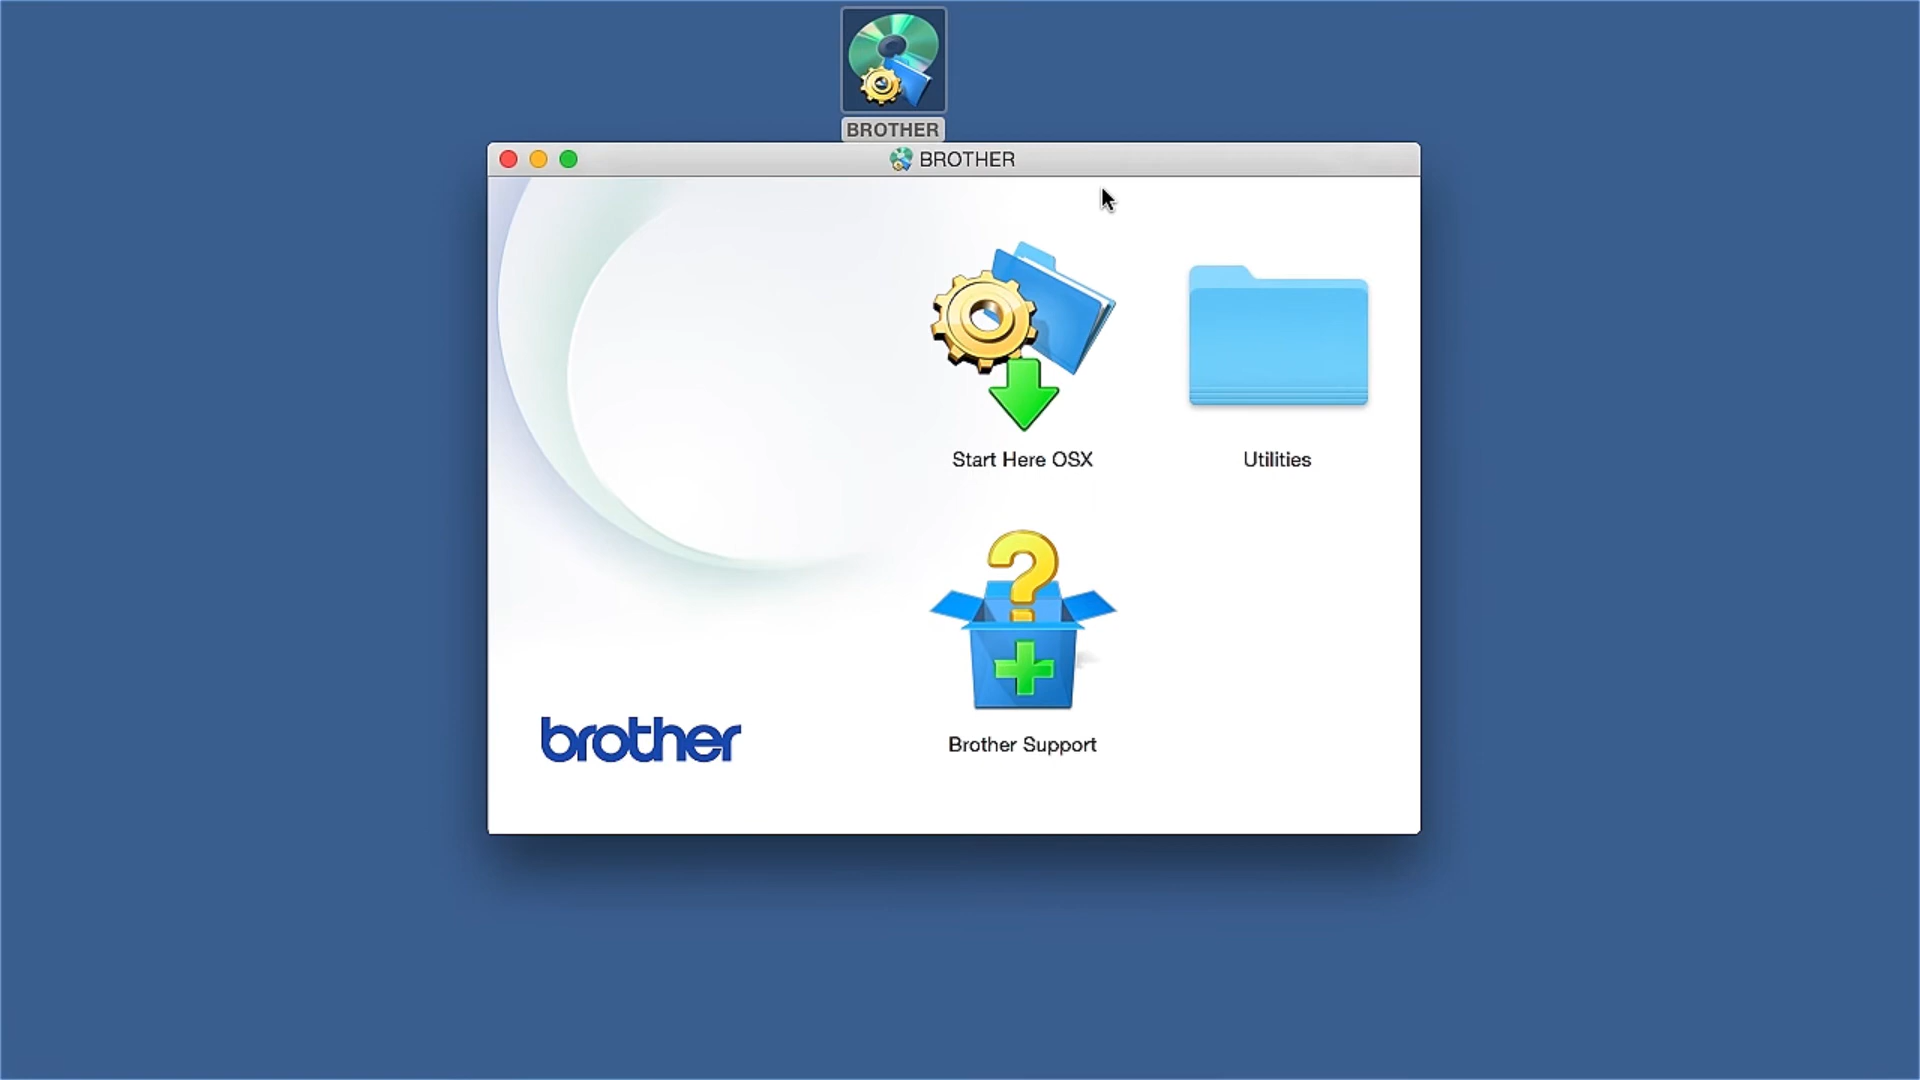 BROTHER
BROTHER
Start Here OSX
Utilities
Brother Support
brother